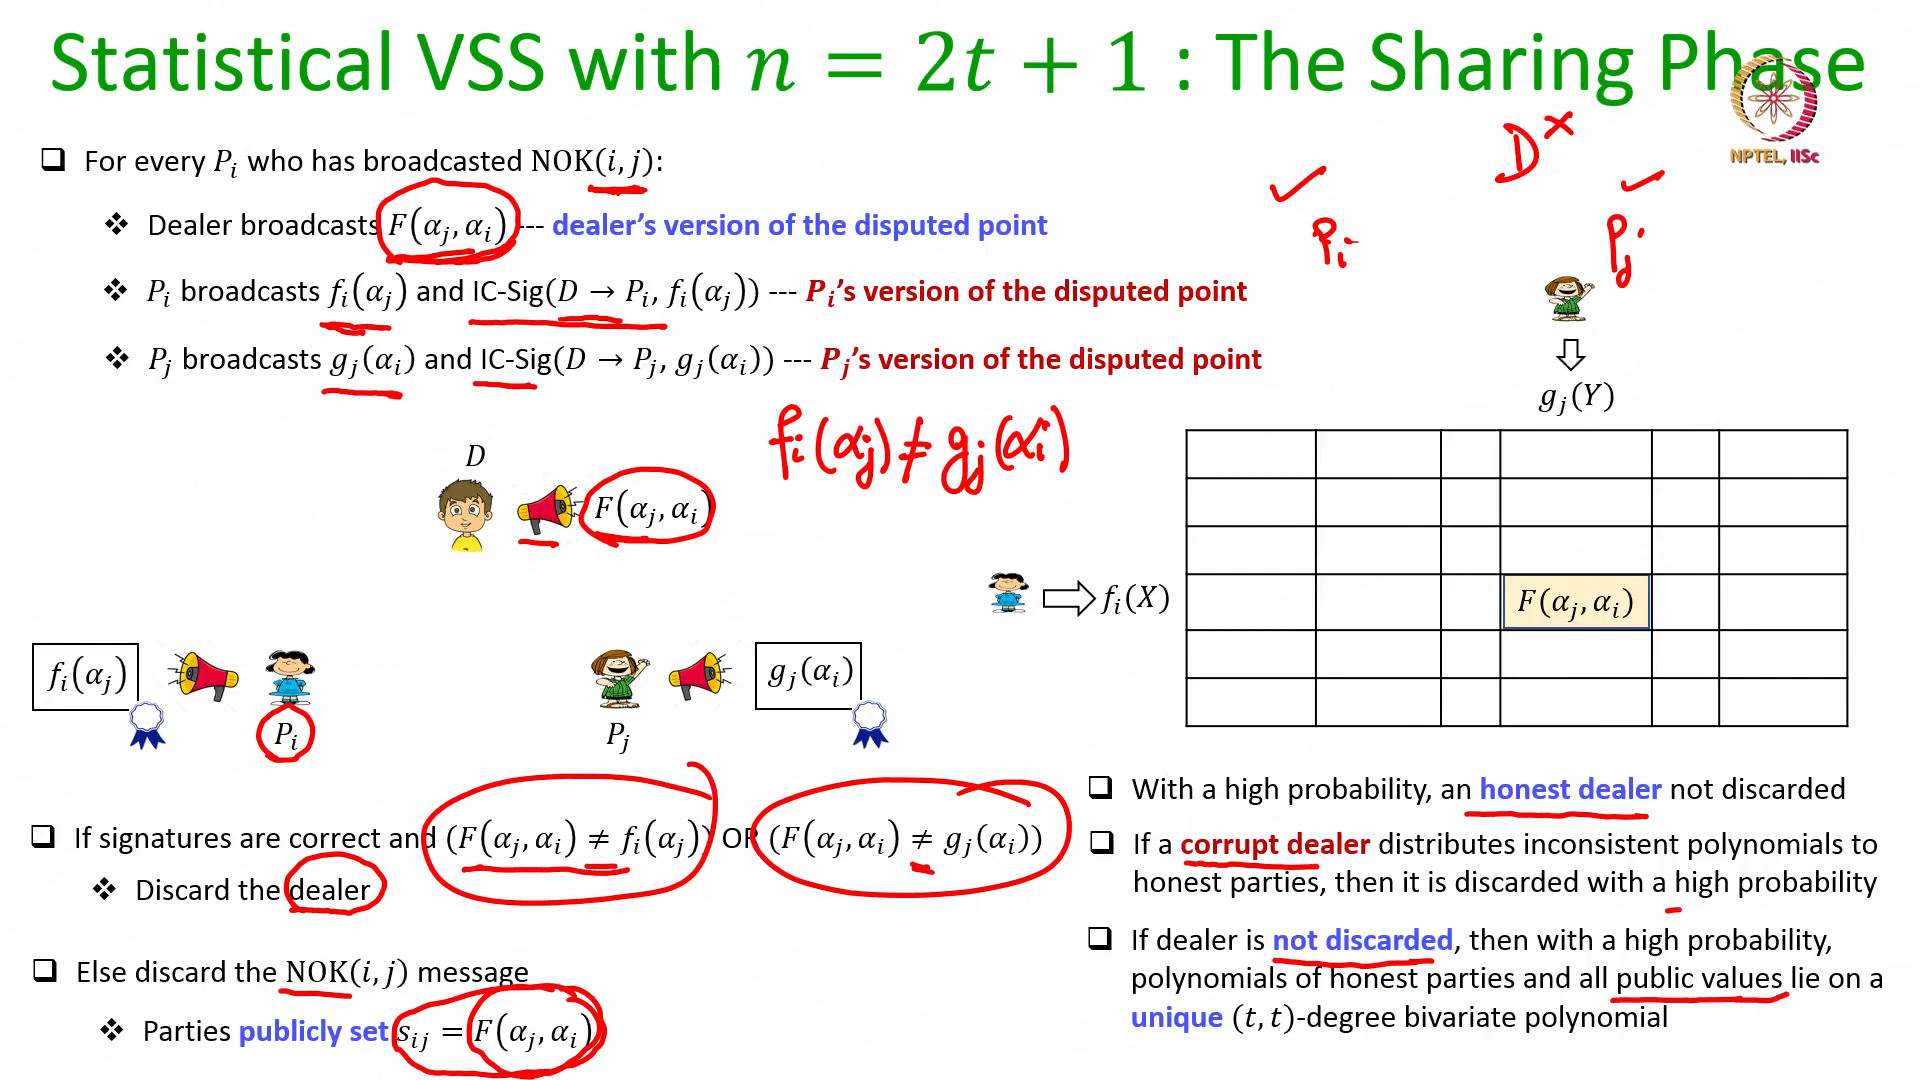 Statistical VSS with n = 2t + 1 : The Sharing Phase
NPTEL, IISc
D ×
❑ For every P_i who has broadcasted NOK(i, j):
✓ ✓
P_i P_j
❖ Dealer broadcasts F(α_j, α_i) --- dealer's version of the disputed point
❖ P_i broadcasts f_i(α_j) and IC-Sig(D → P_i, f_i(α_j)) --- P_i's version of the disputed point
❖ P_j broadcasts g_j(α_i) and IC-Sig(D → P_j, g_j(α_i)) --- P_j's version of the disputed point
g_j(Y)
f_i(α_j) ≠ g_j(α_i)
D
F(α_j, α_i)
f_i(X)
F(α_j, α_i)
f_i(α_j)
P_i
P_j
g_j(α_i)
❑ If signatures are correct and (F(α_j, α_i) ≠ f_i(α_j)) OR (F(α_j, α_i) ≠ g_j(α_i))
❖ Discard the dealer
❑ Else discard the NOK(i, j) message
❖ Parties publicly set s_ij = F(α_j, α_i)
❑ With a high probability, an honest dealer not discarded
❑ If a corrupt dealer distributes inconsistent polynomials to
honest parties, then it is discarded with a high probability
❑ If dealer is not discarded, then with a high probability,
polynomials of honest parties and all public values lie on a
unique (t, t)-degree bivariate polynomial